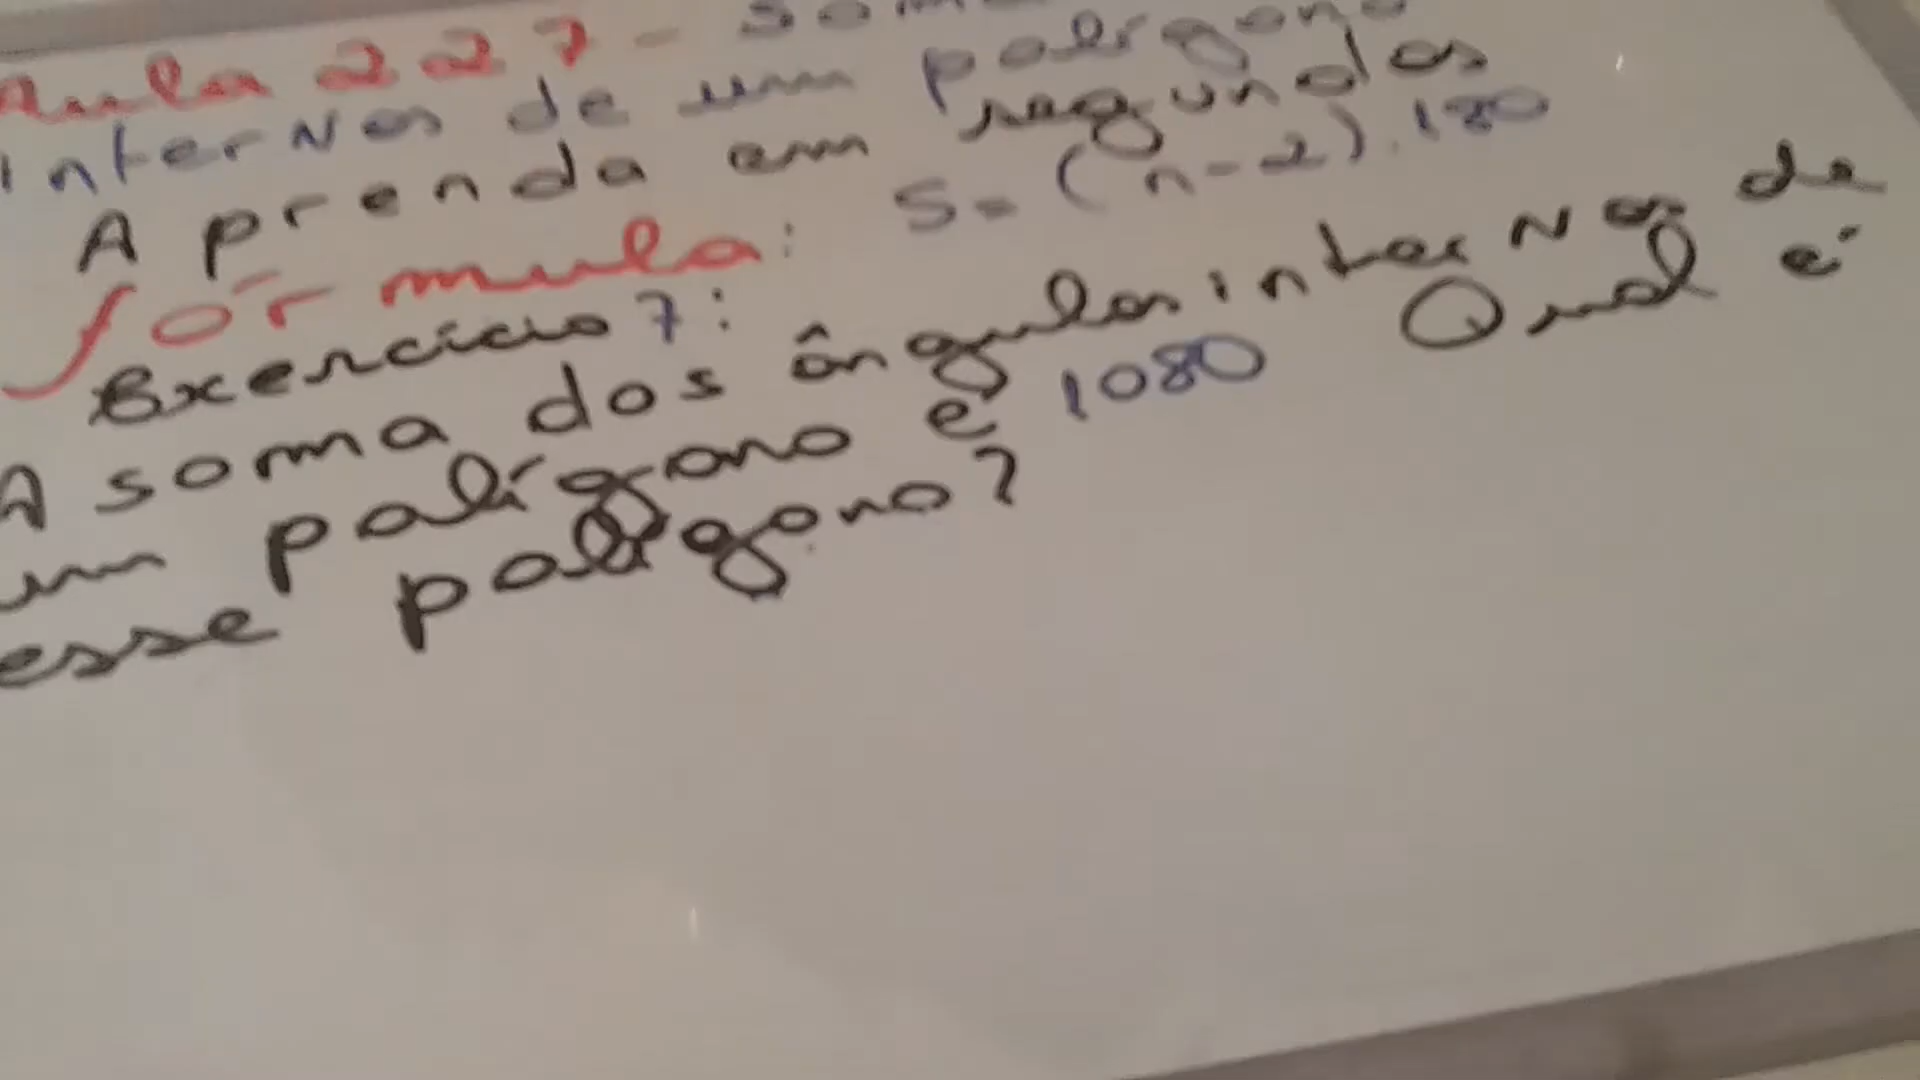 Aula 227 - Som
internos de um polígono
Aprenda em segundos
fórmula: S = (n-2).180
Exercício 7:
A soma dos ângulos internos de
um polígono é 1080 Qual é
esse polígono?